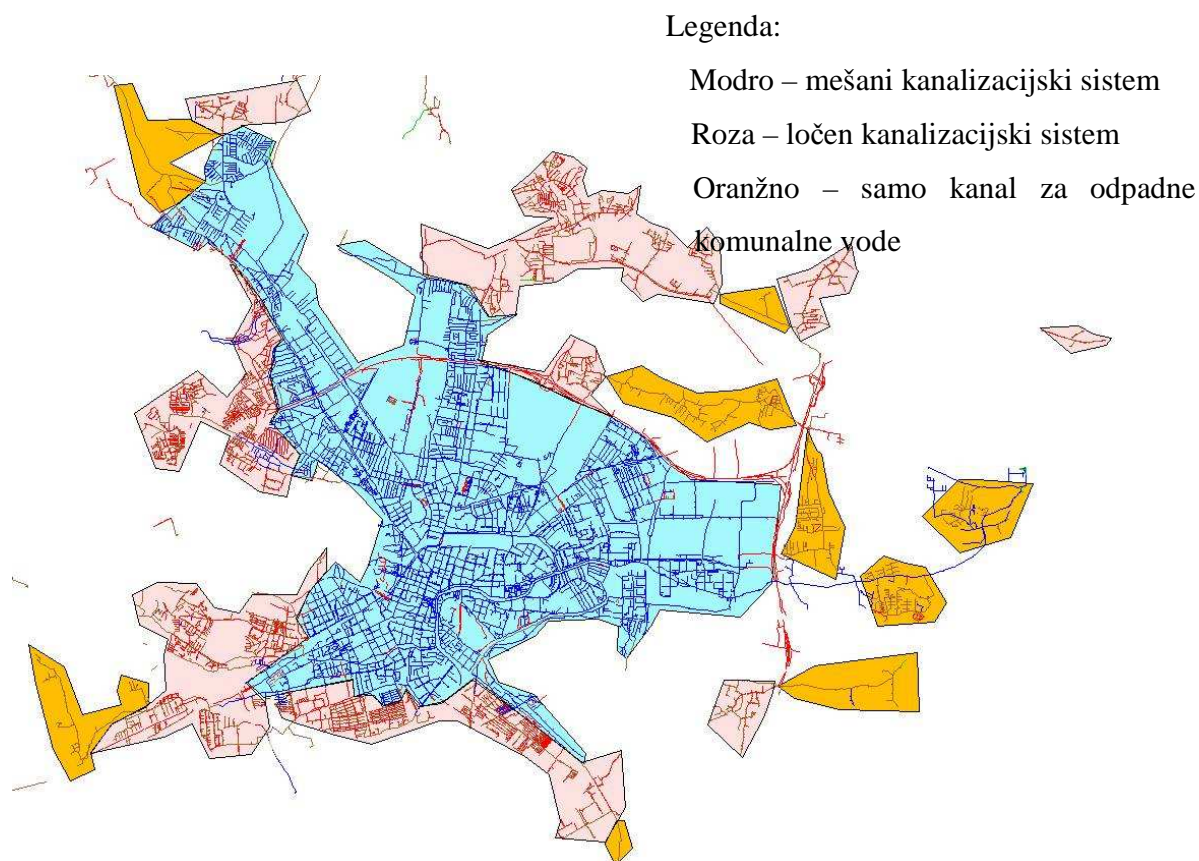 Legenda:
Modro – mešani kanalizacijski sistem
Roza – ločen kanalizacijski sistem
Oranžno – samo kanal za odpadne
komunalne vode